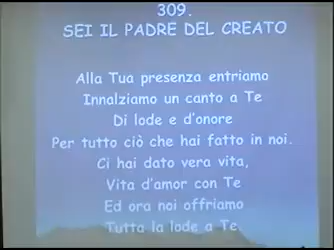 309.
SEI IL PADRE DEL CREATO
Alla Tua presenza entriamo
Innalziamo un canto a Te
Di lode e d'onore
Per tutto ciò che hai fatto in noi.
Ci hai dato vera vita,
Vita d'amor con Te
Ed ora noi offriamo
Tutta la lode a Te.